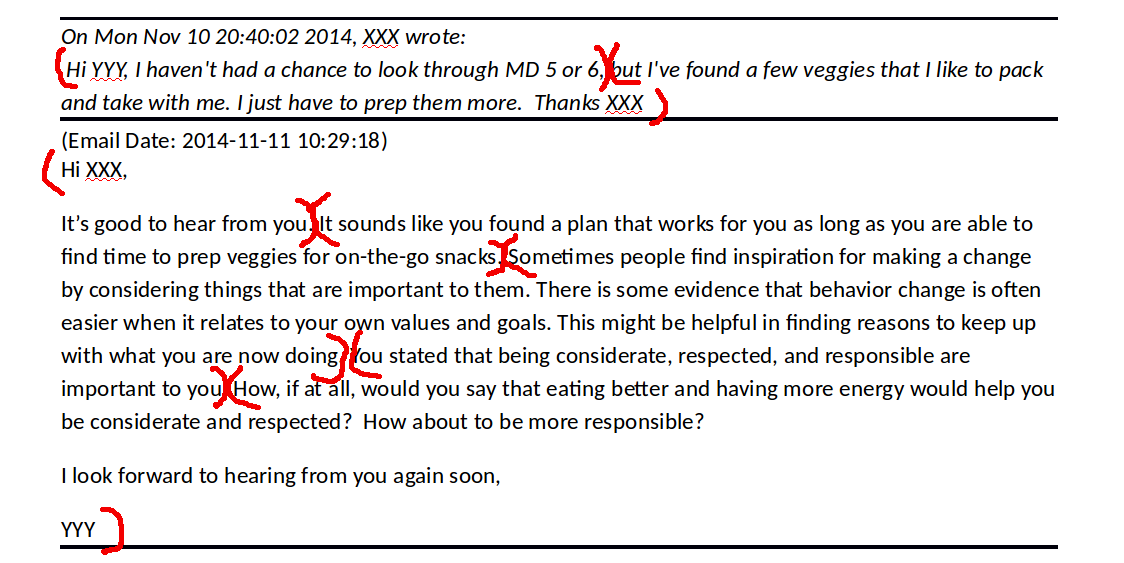 On Mon Nov 10 20:40:02 2014, XXX wrote:
Hi YYY, I haven't had a chance to look through MD 5 or 6, but I've found a few veggies that I like to pack
and take with me. I just have to prep them more.  Thanks XXX
(Email Date: 2014-11-11 10:29:18)
Hi XXX,
It’s good to hear from you. It sounds like you found a plan that works for you as long as you are able to
find time to prep veggies for on-the-go snacks. Sometimes people find inspiration for making a change
by considering things that are important to them. There is some evidence that behavior change is often
easier when it relates to your own values and goals. This might be helpful in finding reasons to keep up
with what you are now doing. You stated that being considerate, respected, and responsible are
important to you. How, if at all, would you say that eating better and having more energy would help you
be considerate and respected?  How about to be more responsible?
I look forward to hearing from you again soon,
YYY